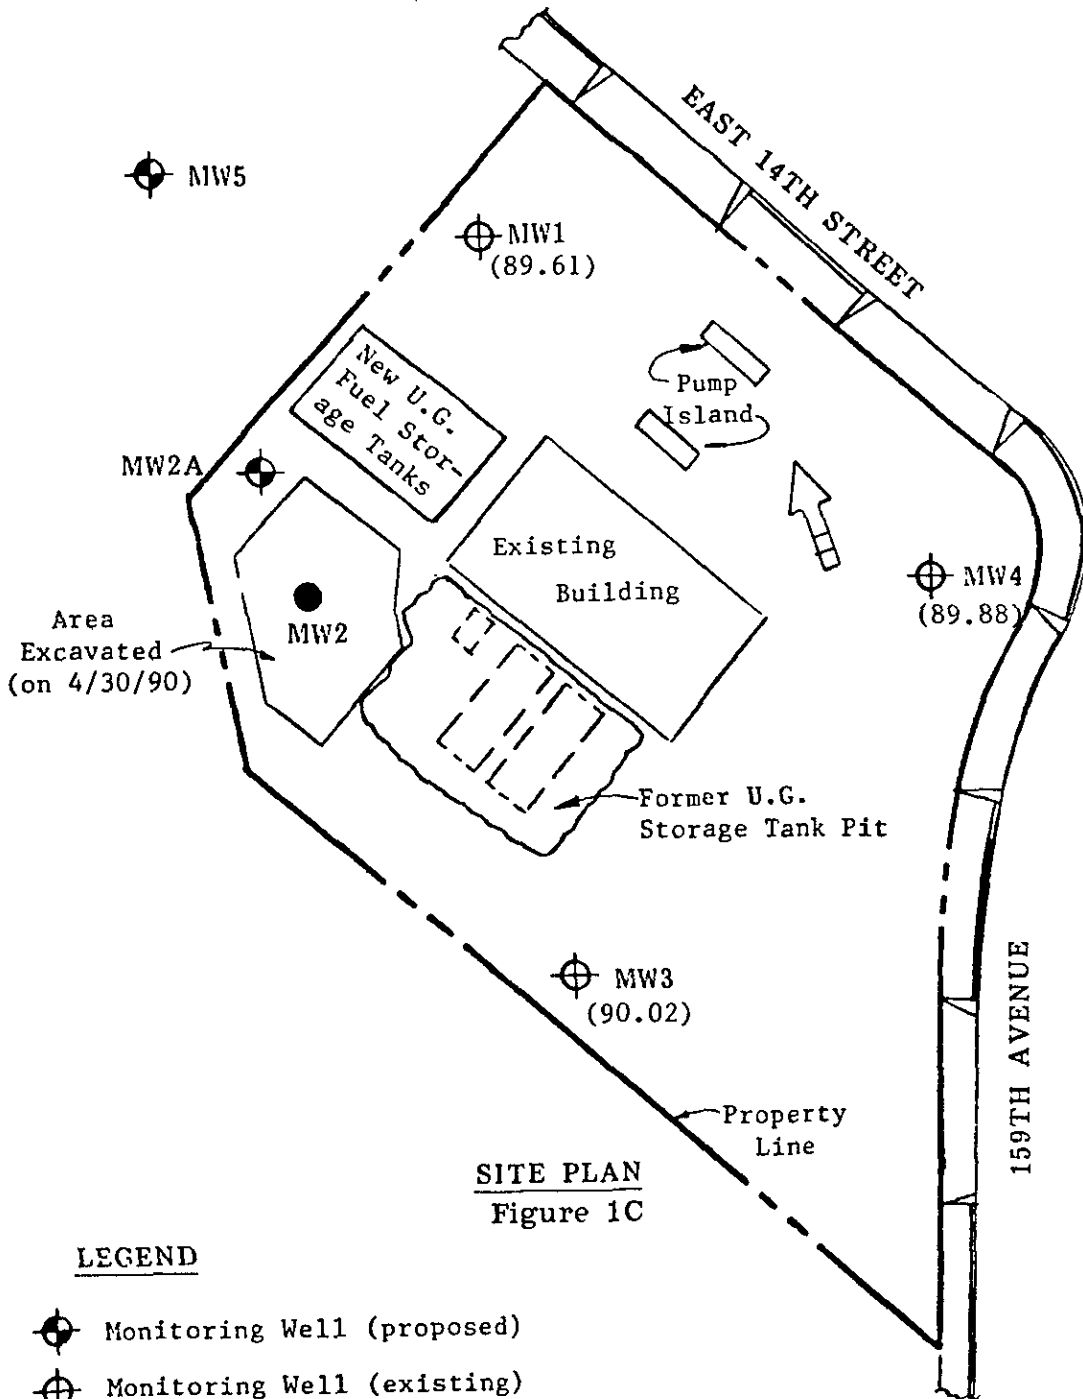 EAST 14TH STREET
MW5
MW1
(89.61)
New U.G.
Fuel Stor-
age Tanks
Pump
Island
MW2A
Existing
Building
MW4
(89.88)
MW2
Area
Excavated
(on 4/30/90)
Former U.G.
Storage Tank Pit
159TH AVENUE
MW3
(90.02)
Property
Line
SITE PLAN
Figure 1C
LEGEND
Monitoring Well (proposed)
Monitoring Well (existing)